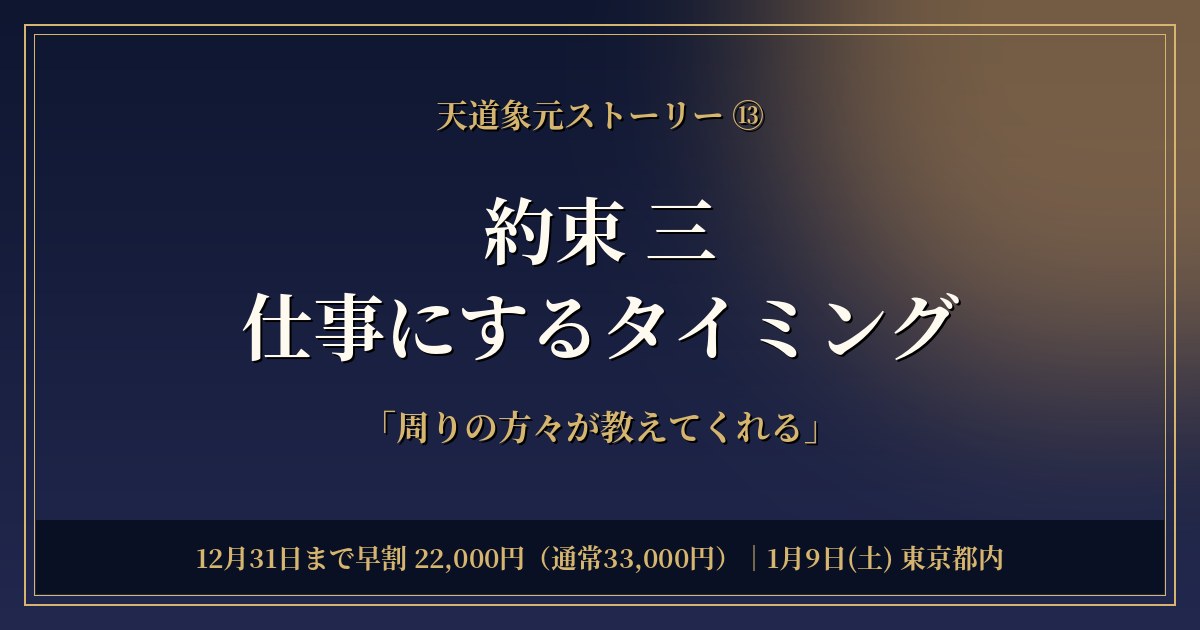 天道象元ストーリー ⑬
約束 三
仕事にするタイミング
「周りの方々が教えてくれる」
12月31日まで早割 22,000円（通常33,000円）｜1月9日(土) 東京都内